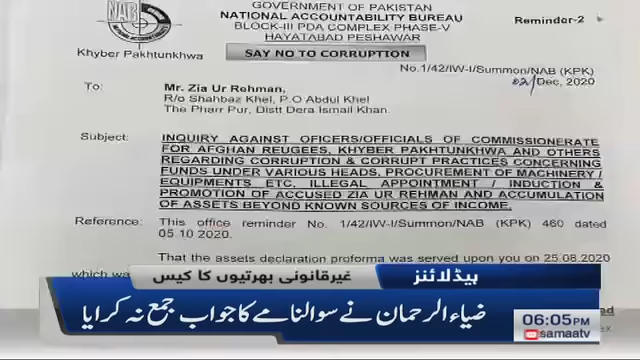 NAB
GOVERNMENT OF PAKISTAN
NATIONAL ACCOUNTABILITY BUREAU
BLOCK-III PDA COMPLEX PHASE-V
HAYATABAD PESHAWAR
Reminder-2
Khyber Pakhtunkhwa
SAY NO TO CORRUPTION
No.1/42/IW-I/Summon/NAB (KPK)
02/Dec, 2020
To: Mr. Zia Ur Rehman,
R/o Shahbaz Khel, P.O Abdul Khel
The Pharr Pur, Distt Dera Ismail Khan.
Subject: INQUIRY AGAINST OFICERS/OFFICIALS OF COMMISSIONERATE
FOR AFGHAN REUGEES, KHYBER PAKHTUNKHWA AND OTHERS
REGARDING CORRUPTION & CORRUPT PRACTICES CONCERNING
FUNDS UNDER VARIOUS HEADS, PROCUREMENT OF MACHINERY /
EQUIPMENTS ETC, ILLEGAL APPOINTMENT / INDUCTION &
PROMOTION OF ACCUSED ZIA UR REHMAN AND ACCUMULATION
OF ASSETS BEYOND KNOWN SOURCES OF INCOME.
Reference: This office reminder No. 1/42/IW-I/Summon/NAB (KPK) 460 dated
05.10 2020.
That the assets declaration proforma was served upon you on 25.08.2020
which was
ہیڈلائنز
غیرقانونی بھرتیوں کا کیس
ضیاء الرحمان نے سوالنامے کا جواب جمع نہ کرایا
06:05PM
samaatv